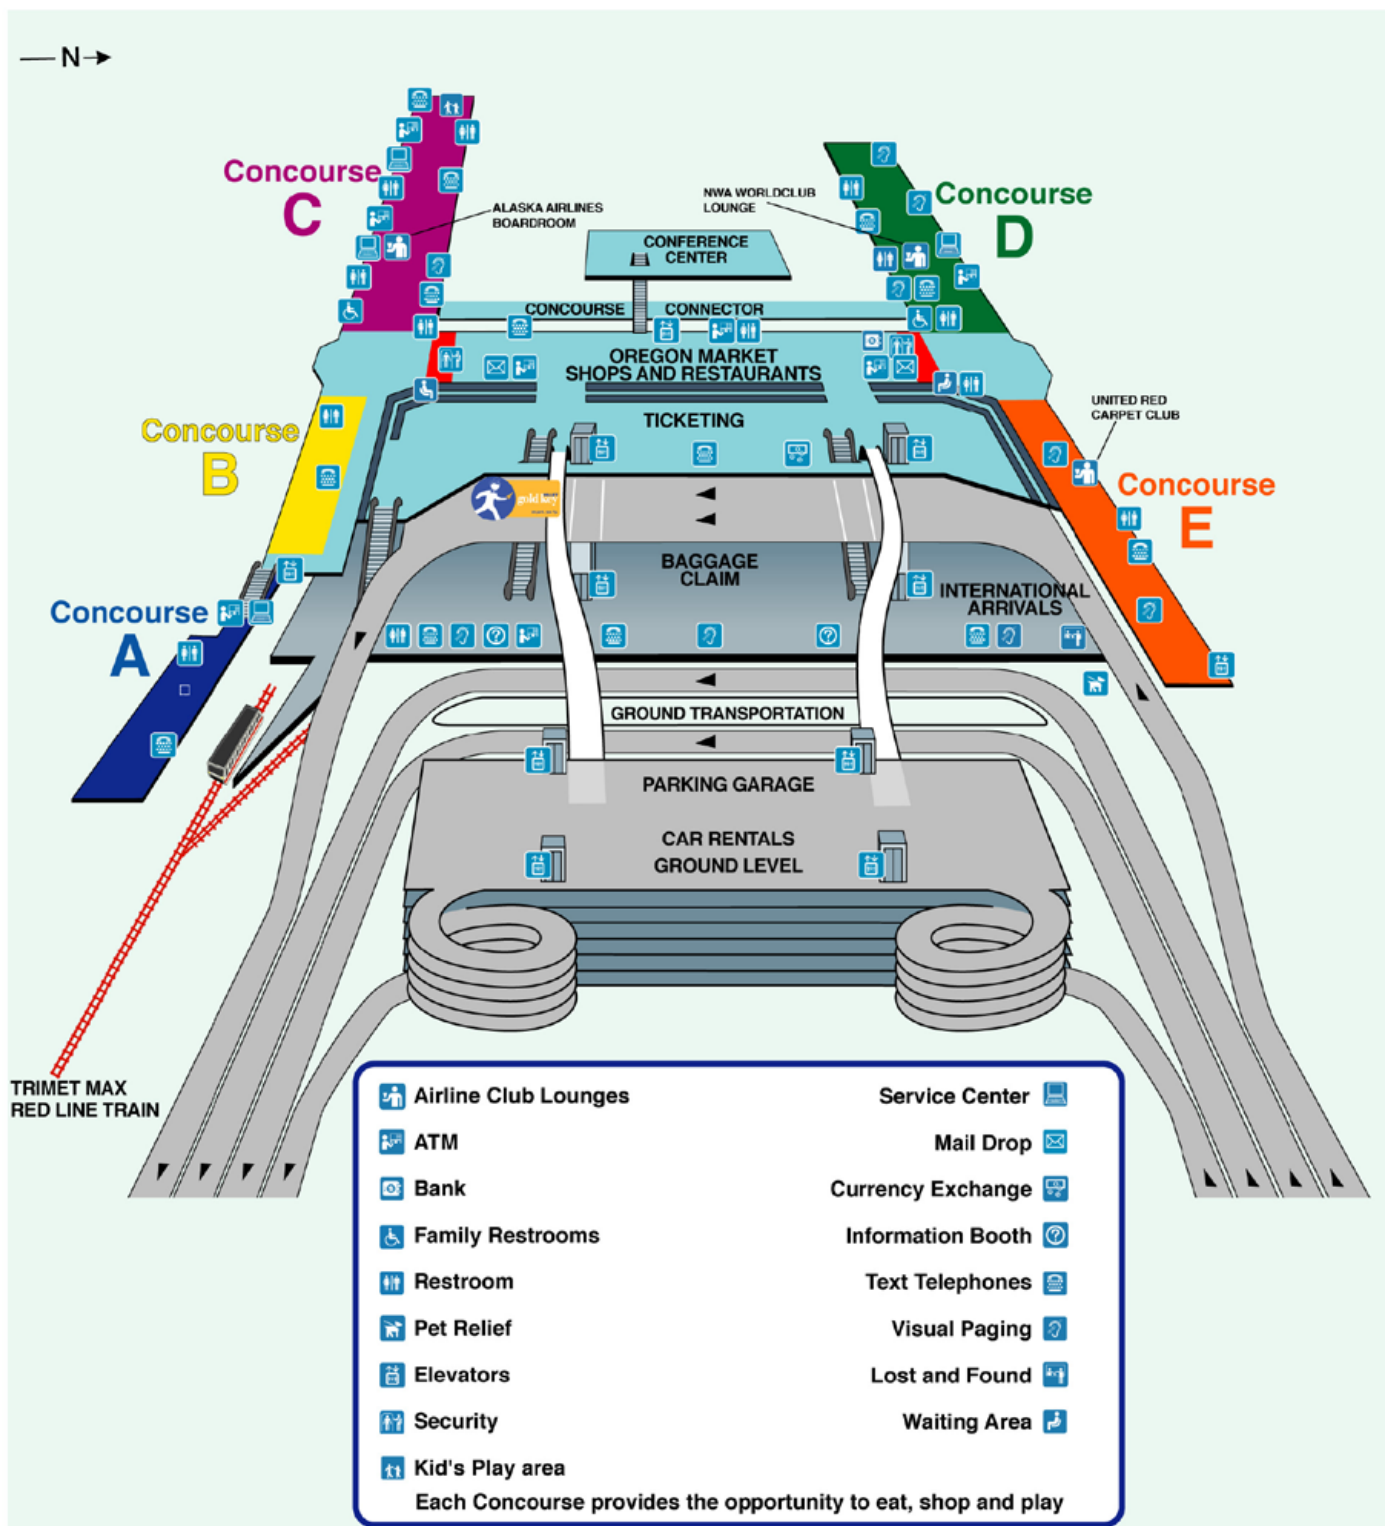 N
Concourse
C
ALASKA AIRLINES
BOARDROOM
NWA WORLDCLUB
LOUNGE
Concourse
D
CONFERENCE
CENTER
CONCOURSE CONNECTOR
OREGON MARKET
SHOPS AND RESTAURANTS
TICKETING
Concourse
B
UNITED RED
CARPET CLUB
Concourse
E
gold key
BAGGAGE
CLAIM
INTERNATIONAL
ARRIVALS
Concourse
A
GROUND TRANSPORTATION
PARKING GARAGE
CAR RENTALS
GROUND LEVEL
TRIMET MAX
RED LINE TRAIN
Airline Club Lounges
Service Center
ATM
Mail Drop
Bank
Currency Exchange
Family Restrooms
Information Booth
Restroom
Text Telephones
Pet Relief
Visual Paging
Elevators
Lost and Found
Security
Waiting Area
Kid's Play area
Each Concourse provides the opportunity to eat, shop and play